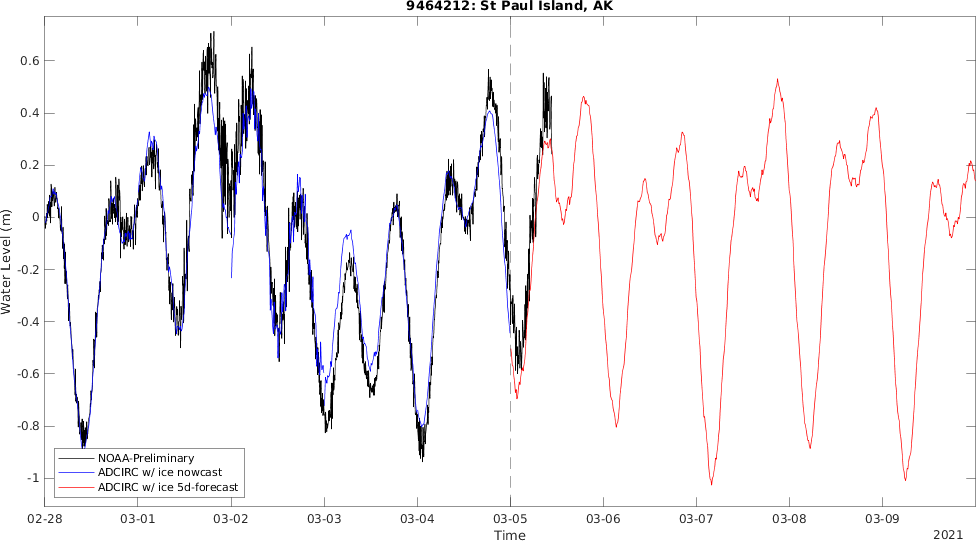 9464212: St Paul Island, AK
Water Level (m)
0.6
0.4
0.2
0
-0.2
-0.4
-0.6
-0.8
-1
NOAA-Preliminary
ADCIRC w/ ice nowcast
ADCIRC w/ ice 5d-forecast
02-28 03-01 03-02 03-03 03-04 03-05 03-06 03-07 03-08 03-09
Time
2021